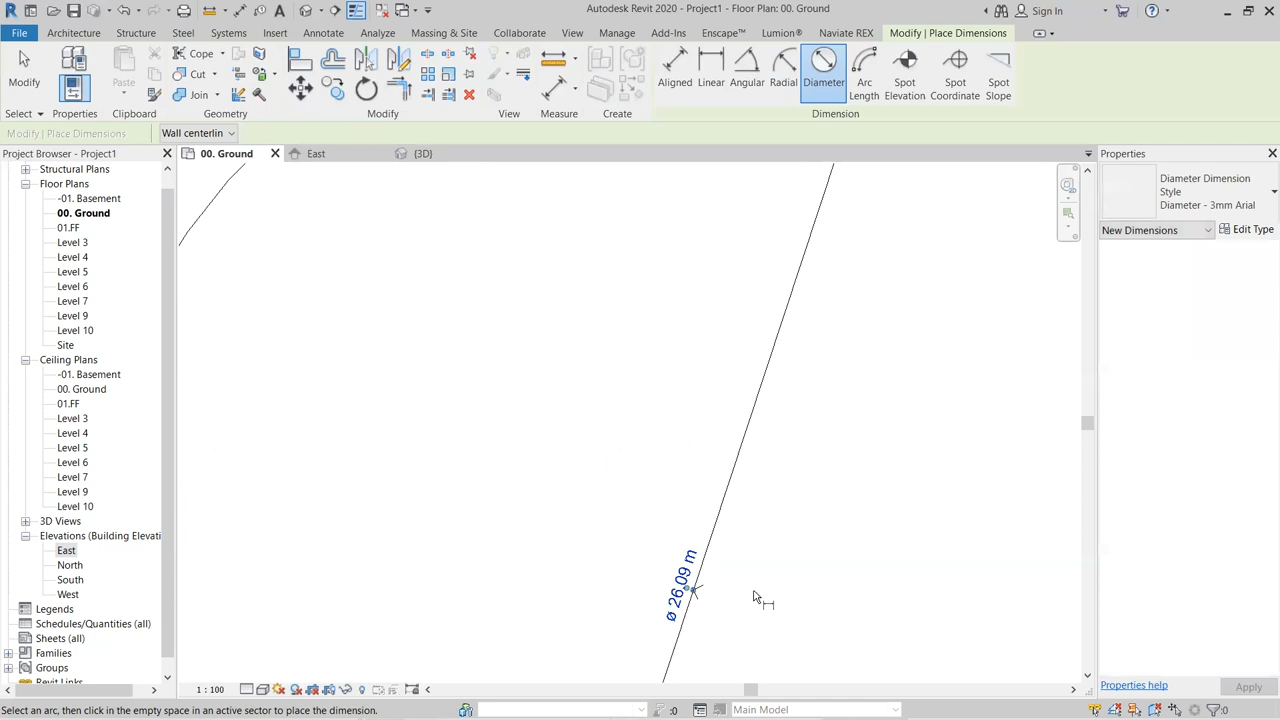 Autodesk Revit 2020 - Project1 - Floor Plan: 00. Ground
Sign In
File
Architecture
Structure
Steel
Systems
Insert
Annotate
Analyze
Massing & Site
Collaborate
View
Manage
Add-Ins
Enscape™
Lumion®
Naviate REX
Modify | Place Dimensions
Modify
Paste
Cope
Cut
Join
Aligned
Linear
Angular
Radial
Diameter
Arc
Length
Spot
Elevation
Spot
Coordinate
Spot
Slope
Select
Properties
Clipboard
Geometry
Modify
View
Measure
Create
Dimension
Modify | Place Dimensions
Wall centerlin
Project Browser - Project1
00. Ground
East
{3D}
Properties
Structural Plans
Floor Plans
-01. Basement
00. Ground
01.FF
Level 3
Level 4
Level 5
Level 6
Level 7
Level 9
Level 10
Site
Ceiling Plans
-01. Basement
00. Ground
01.FF
Level 3
Level 4
Level 5
Level 6
Level 7
Level 9
Level 10
3D Views
Elevations (Building Elevati
East
North
South
West
Legends
Schedules/Quantities (all)
Sheets (all)
Families
Groups
Revit Links
Diameter Dimension
Style
Diameter - 3mm Arial
New Dimensions
Edit Type
ø 26.09 m
Properties help
Apply
1 : 100
Select an arc, then click in the empty space in an active sector to place the dimension.
:0
Main Model
:0